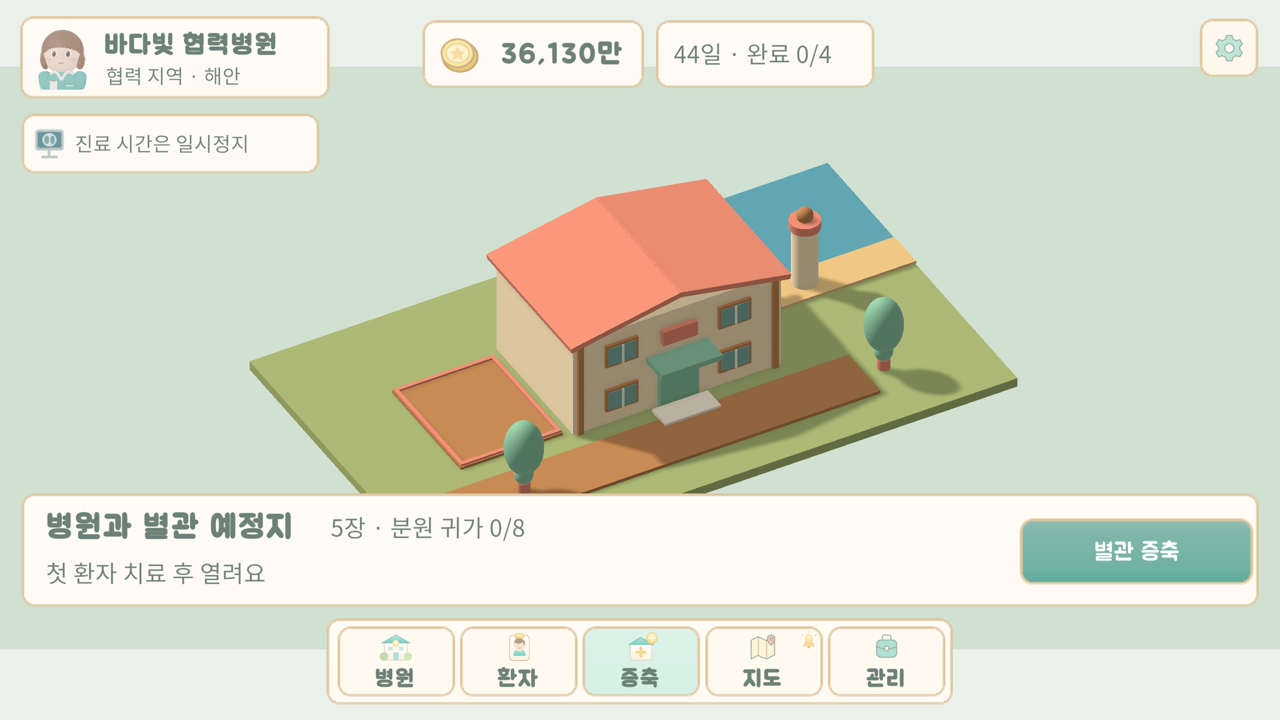 바다빛 협력병원
협력 지역 · 해안
36,130만
44일 · 완료 0/4
진료 시간은 일시정지
병원과 별관 예정지
5장 · 분원 귀가 0/8
첫 환자 치료 후 열려요
별관 증축
병원
환자
증축
지도
관리